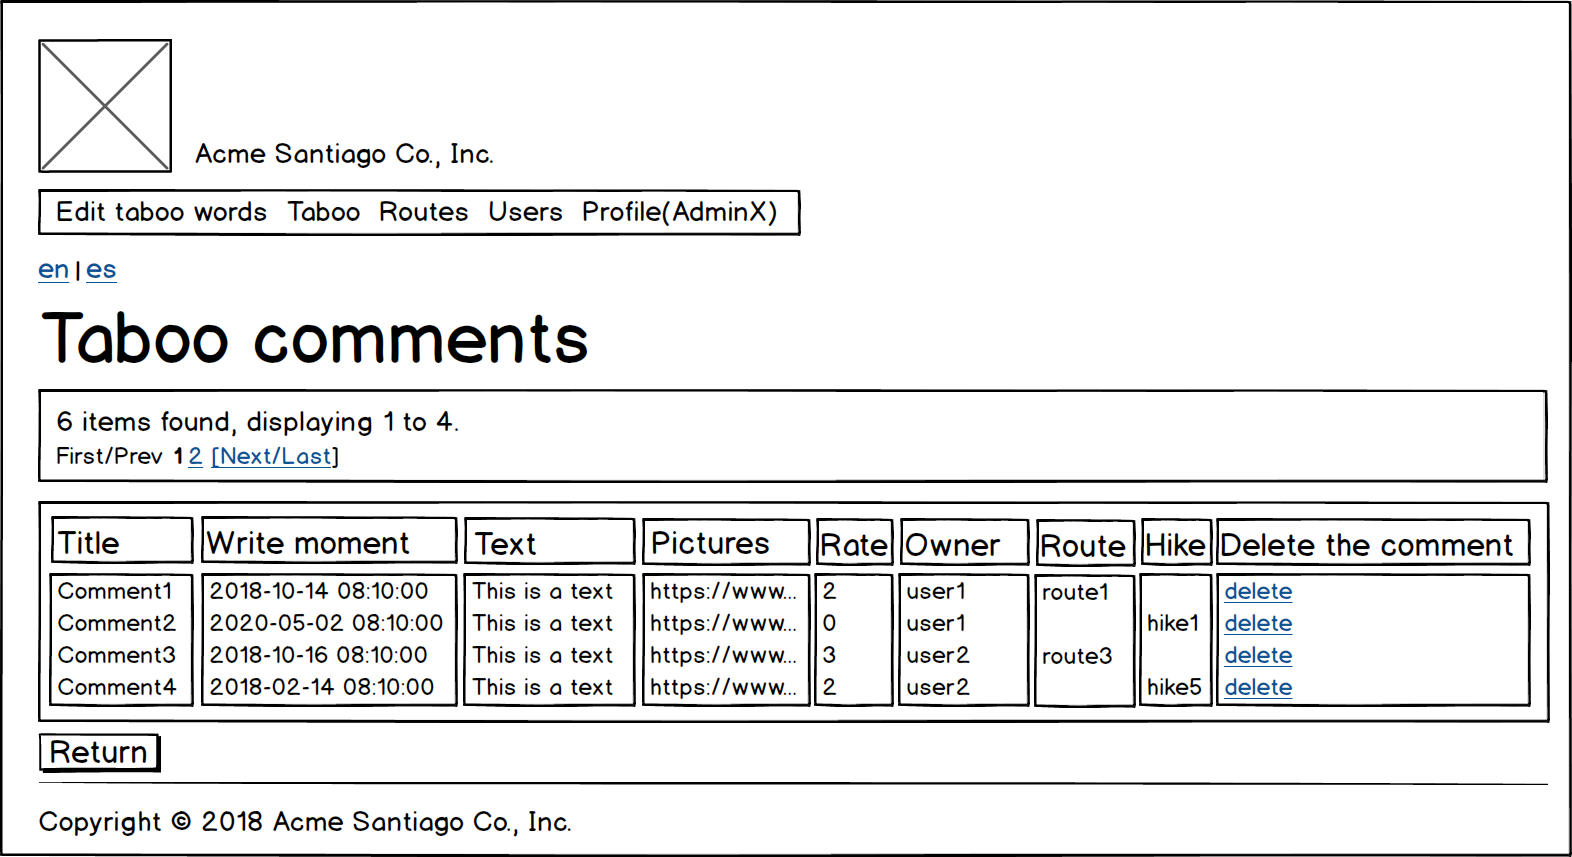 Acme Santiago Co., Inc.
Edit taboo words Taboo Routes Users Profile(AdminX)
en | es
Taboo comments
6 items found, displaying 1 to 4.
First/Prev 1 2 [Next/Last]
Title Write moment Text Pictures Rate Owner Route Hike Delete the comment
Comment1 2018-10-14 08:10:00 This is a text https://www... 2 user1 route1 delete
Comment2 2020-05-02 08:10:00 This is a text https://www... 0 user1 hike1 delete
Comment3 2018-10-16 08:10:00 This is a text https://www... 3 user2 route3 delete
Comment4 2018-02-14 08:10:00 This is a text https://www... 2 user2 hike5 delete
Return
Copyright © 2018 Acme Santiago Co., Inc.